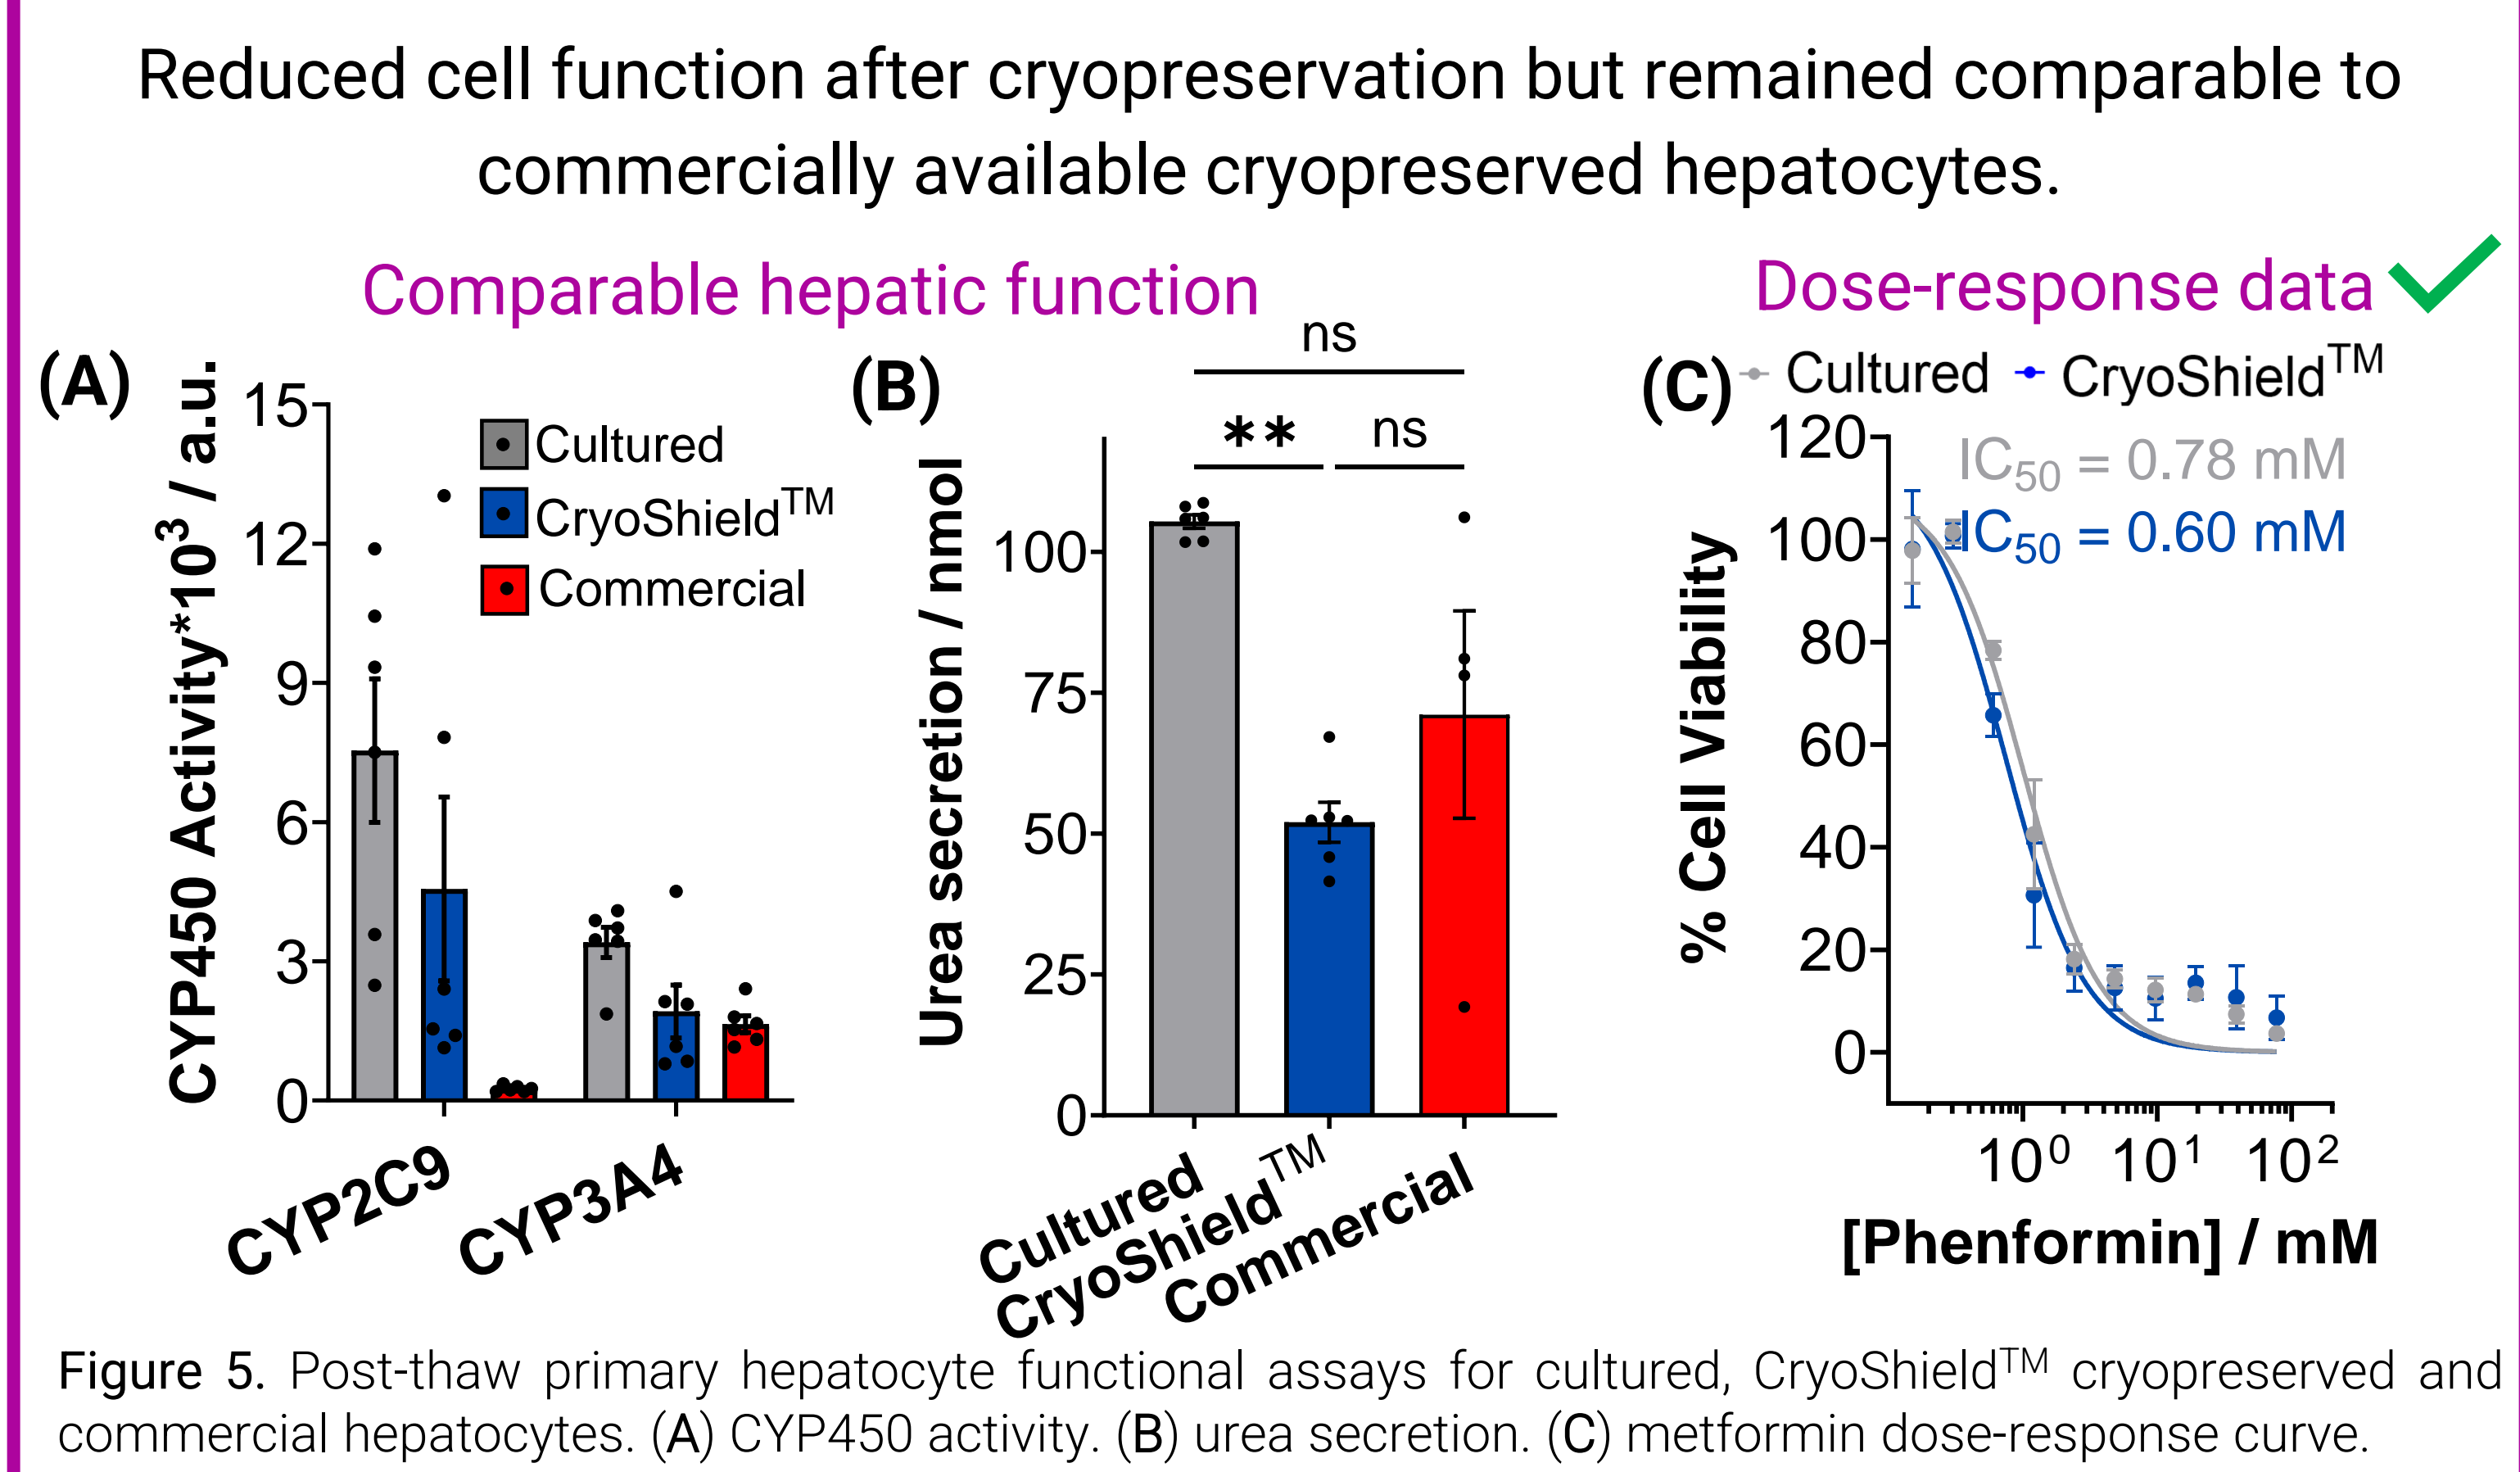 Reduced cell function after cryopreservation but remained comparable to
commercially available cryopreserved hepatocytes.
Comparable hepatic function
Dose-response data
(A)
CYP450 Activity*10³ / a.u.
15
12
9
6
3
0
Cultured
CryoShield™
Commercial
CYP2C9
CYP3A4
(B)
Urea secretion / nmol
100
75
50
25
0
ns
**
ns
Cultured
CryoShield™
Commercial
(C)
Cultured
CryoShield™
IC₅₀ = 0.78 mM
IC₅₀ = 0.60 mM
% Cell Viability
120
100
80
60
40
20
0
10⁰
10¹
10²
[Phenformin] / mM
Figure 5. Post-thaw primary hepatocyte functional assays for cultured, CryoShield™ cryopreserved and
commercial hepatocytes. (A) CYP450 activity. (B) urea secretion. (C) metformin dose-response curve.